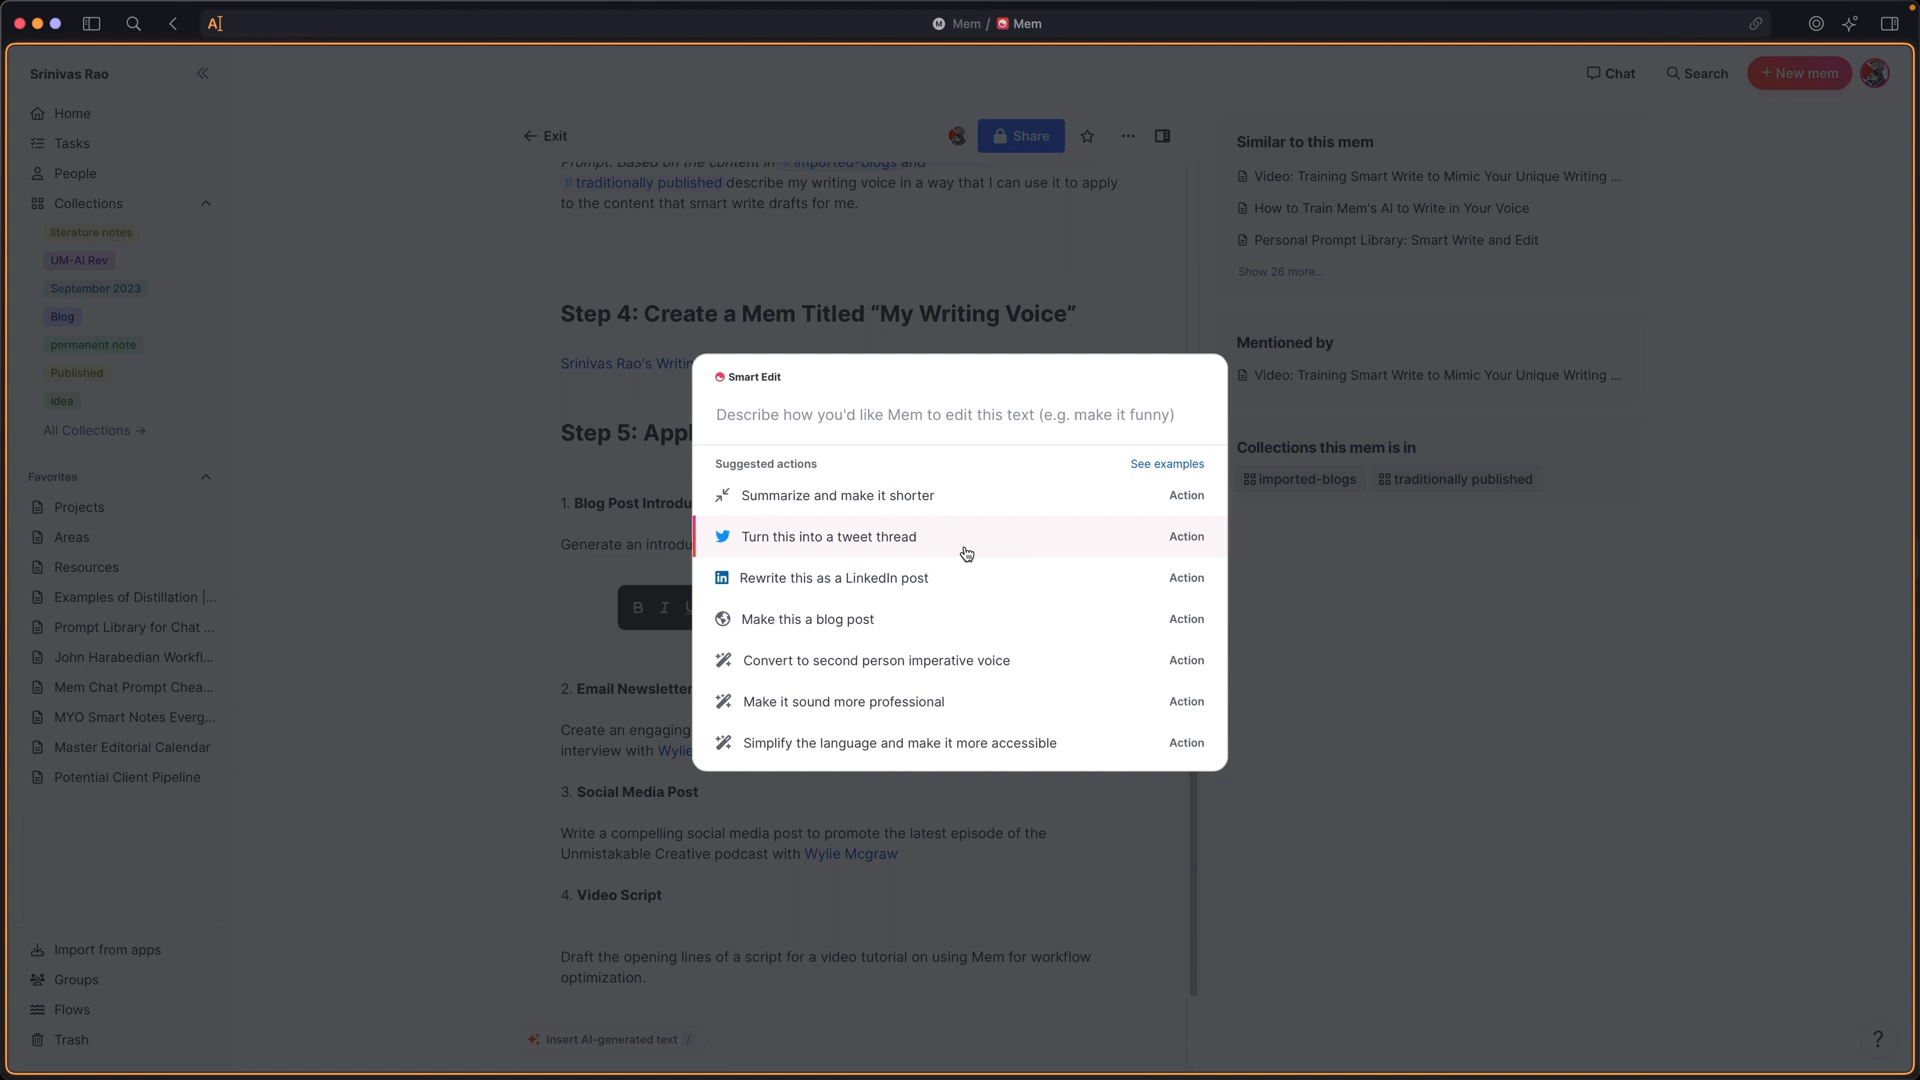 Mem / Mem
Srinivas Rao
Home
Tasks
People
Collections
literature notes
UM-AI Rev
September 2023
Blog
permanent note
Published
idea
All Collections →
Favorites
Projects
Areas
Resources
Examples of Distillation |...
Prompt Library for Chat ...
John Harabedian Workfl...
Mem Chat Prompt Chea...
MYO Smart Notes Everg...
Master Editorial Calendar
Potential Client Pipeline
Import from apps
Groups
Flows
Trash
Chat
Search
+ New mem
← Exit
Share
Prompt: Based on the content in # imported-blogs and
# traditionally published describe my writing voice in a way that I can use it to apply
to the content that smart write drafts for me.
Step 4: Create a Mem Titled “My Writing Voice”
Srinivas Rao's Writin
Step 5: Appl
1. Blog Post Introdu
Generate an introdu
B I U
2. Email Newsletter
Create an engaging
interview with Wylie
3. Social Media Post
Write a compelling social media post to promote the latest episode of the
Unmistakable Creative podcast with Wylie Mcgraw
4. Video Script
Draft the opening lines of a script for a video tutorial on using Mem for workflow
optimization.
Insert AI-generated text /
Smart Edit
Describe how you'd like Mem to edit this text (e.g. make it funny)
Suggested actions See examples
Summarize and make it shorter Action
Turn this into a tweet thread Action
Rewrite this as a LinkedIn post Action
Make this a blog post Action
Convert to second person imperative voice Action
Make it sound more professional Action
Simplify the language and make it more accessible Action
Similar to this mem
Video: Training Smart Write to Mimic Your Unique Writing ...
How to Train Mem's AI to Write in Your Voice
Personal Prompt Library: Smart Write and Edit
Show 26 more...
Mentioned by
Video: Training Smart Write to Mimic Your Unique Writing ...
Collections this mem is in
imported-blogs traditionally published
?